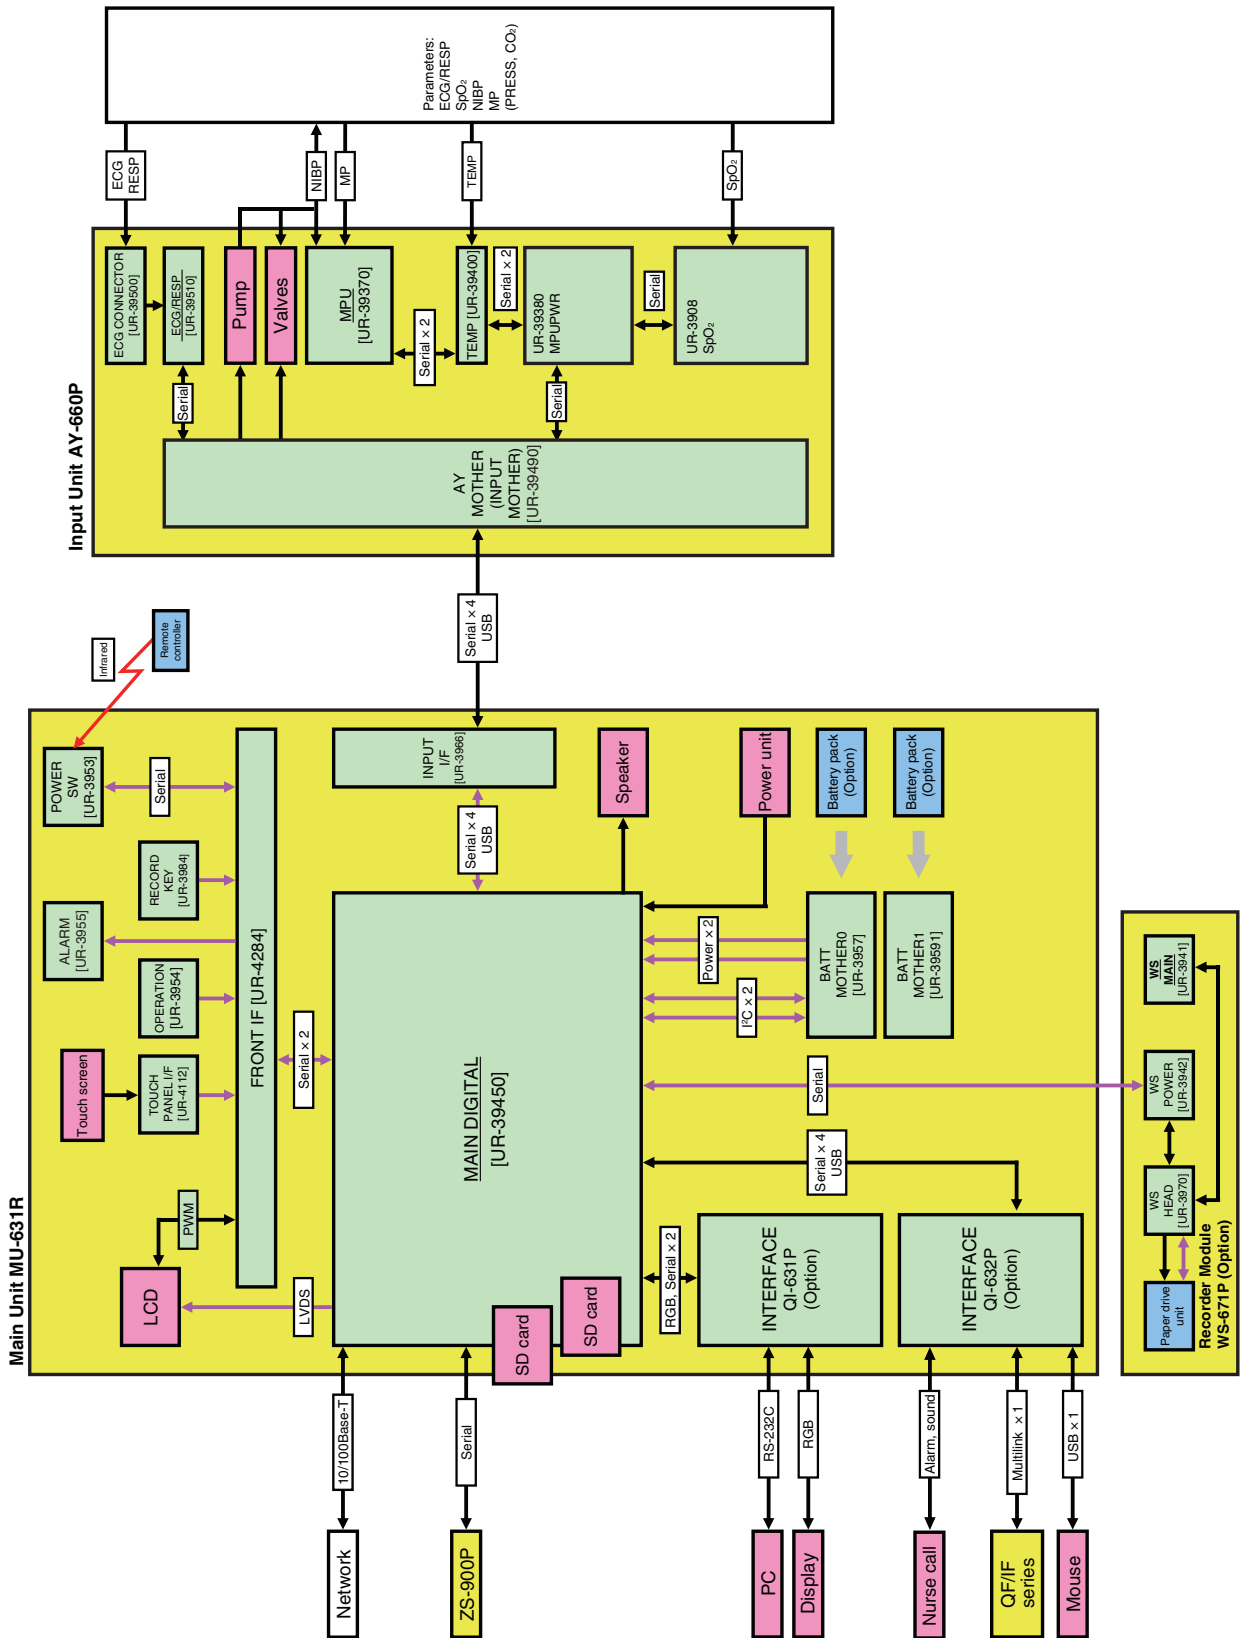 Main Unit MU-631R
Input Unit AY-660P
Recorder Module
WS-671P (Option)
Network
10/100Base-T
ZS-900P
Serial
PC
RS-232C
Display
RGB
Nurse call
Alarm, sound
QF/IF
series
Multilink × 1
Mouse
USB × 1
LCD
PWM
LVDS
Touch screen
TOUCH
PANEL I/F
[UR-4112]
OPERATION
[UR-3954]
ALARM
[UR-3955]
RECORD
KEY
[UR-3984]
POWER
SW
[UR-3953]
Serial
Infrared
Remote
controller
FRONT IF [UR-4284]
Serial × 2
MAIN DIGITAL
[UR-39450]
SD card
SD card
Serial × 4
USB
INPUT
I/F
[UR-3966]
Serial × 4
USB
Speaker
Power unit
Battery pack
(Option)
Battery pack
(Option)
Power × 2
I²C × 2
BATT
MOTHER0
[UR-3957]
BATT
MOTHER1
[UR-39591]
Serial
Serial × 4
USB
RGB, Serial × 2
INTERFACE
QI-631P
(Option)
INTERFACE
QI-632P
(Option)
Paper drive
unit
WS
HEAD
[UR-3970]
WS
POWER
[UR-3942]
WS
MAIN
[UR-3941]
AY
MOTHER
(INPUT
MOTHER)
[UR-39490]
Serial
Serial
ECG CONNECTOR
[UR-39500]
ECG/RESP
[UR-39510]
Pump
Valves
MPU
[UR-39370]
Serial × 2
TEMP [UR-39400]
Serial × 2
UR-39380
MPUPWR
Serial
UR-3908
SpO₂
ECG
RESP
NIBP
MP
TEMP
SpO₂
Parameters:
ECG/RESP
SpO₂
NIBP
MP
(PRESS, CO₂)